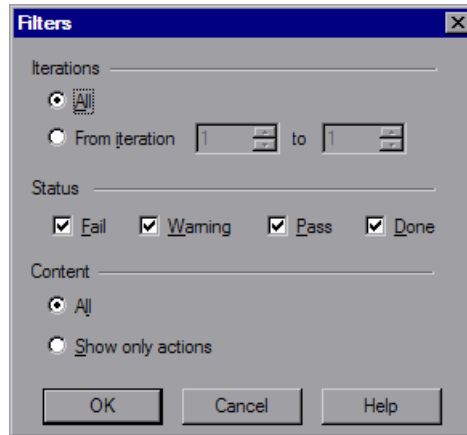 Filters
Iterations
All
From iteration 1 to 1
Status
Fail Warning Pass Done
Content
All
Show only actions
OK Cancel Help